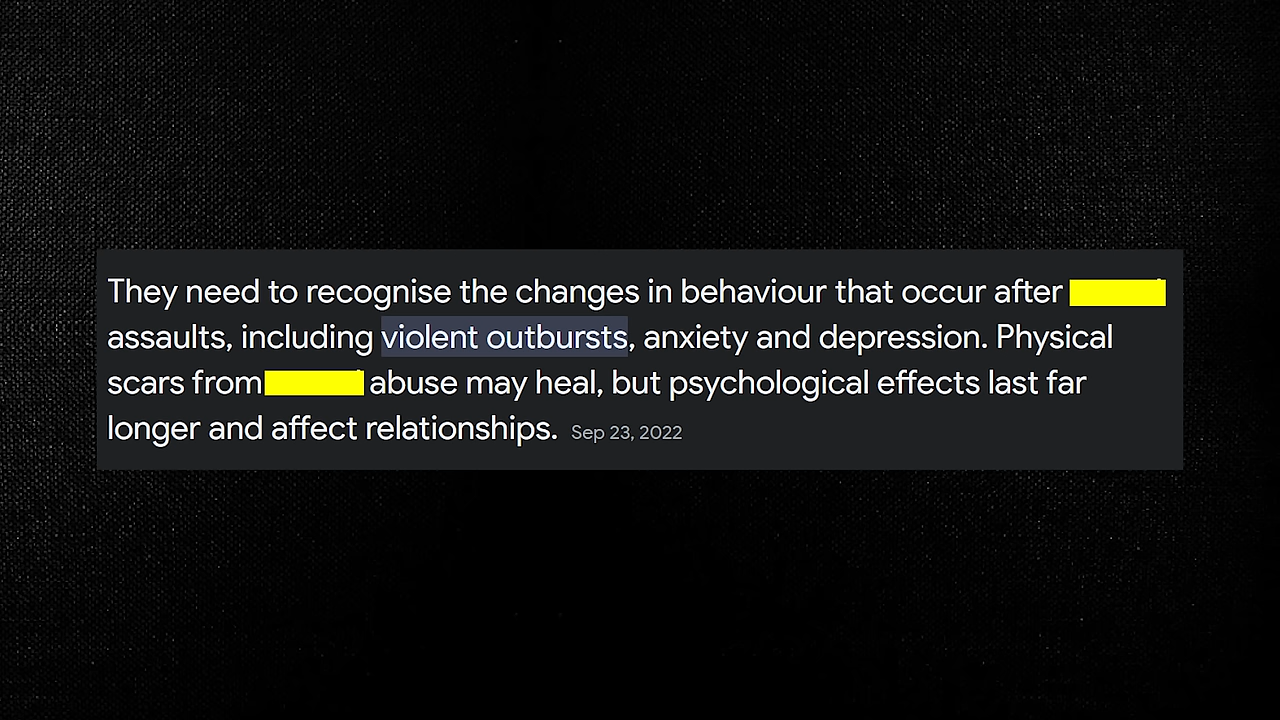 They need to recognise the changes in behaviour that occur after
assaults, including violent outbursts, anxiety and depression. Physical
scars from abuse may heal, but psychological effects last far
longer and affect relationships. Sep 23, 2022